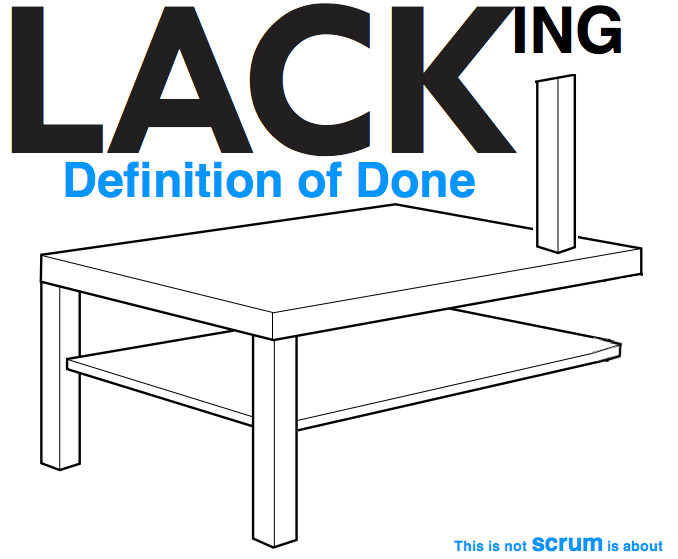 LACKING
Definition of Done
This is not scrum is about